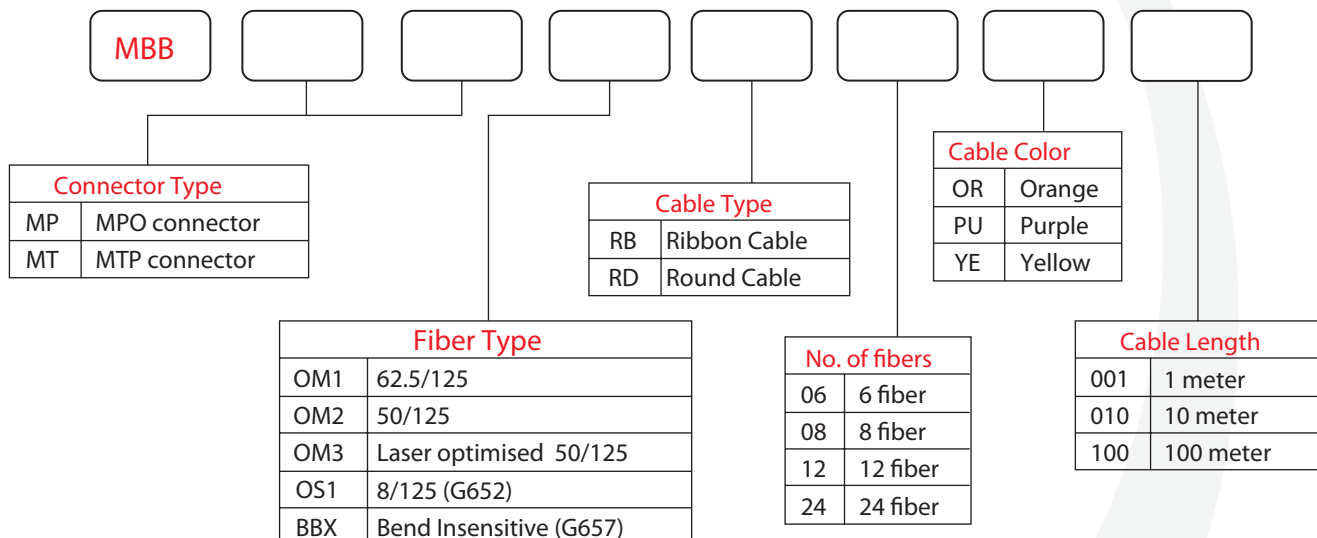 MBB
Connector Type
MP MPO connector
MT MTP connector
Fiber Type
OM1 62.5/125
OM2 50/125
OM3 Laser optimised 50/125
OS1 8/125 (G652)
BBX Bend Insensitive (G657)
Cable Type
RB Ribbon Cable
RD Round Cable
No. of fibers
06 6 fiber
08 8 fiber
12 12 fiber
24 24 fiber
Cable Color
OR Orange
PU Purple
YE Yellow
Cable Length
001 1 meter
010 10 meter
100 100 meter